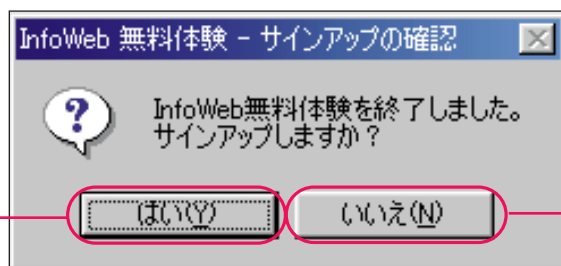 InfoWeb 無料体験 - サインアップの確認
?
InfoWeb無料体験を終了しました。
サインアップしますか？
はい(Y) いいえ(N)